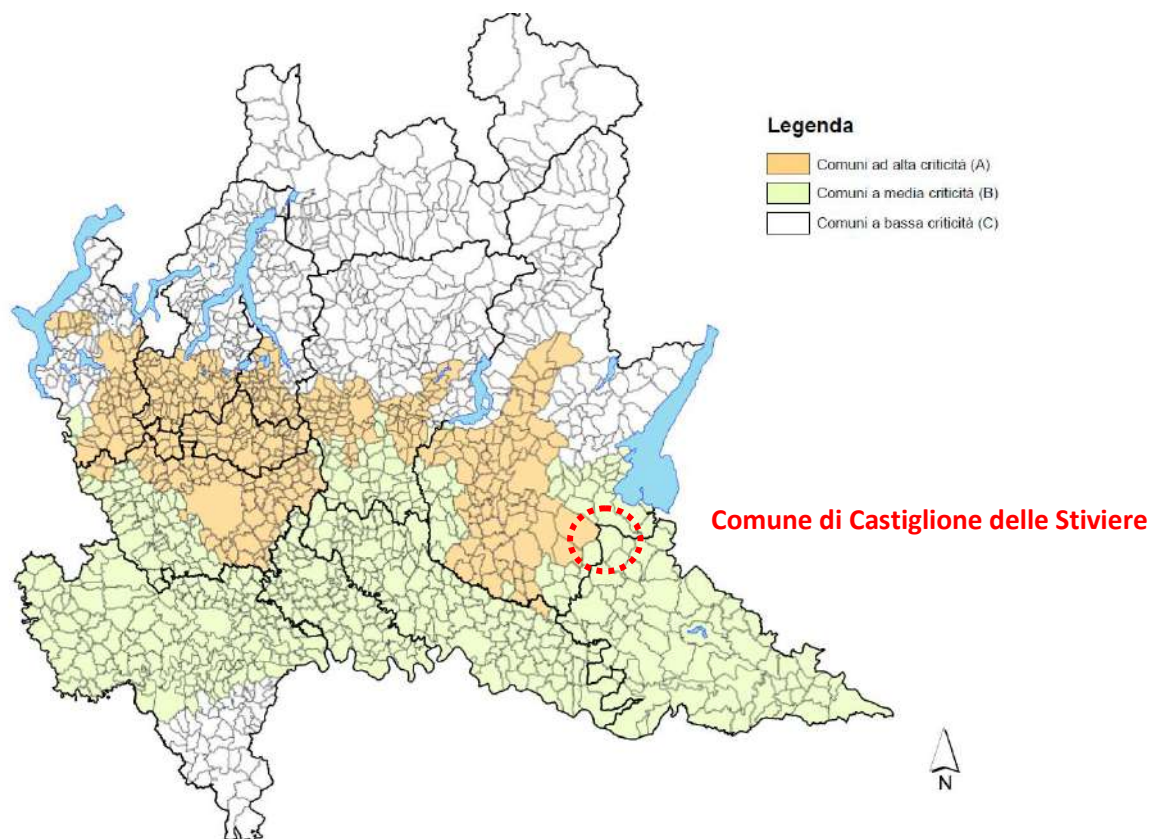 Legenda
Comuni ad alta criticità (A)
Comuni a media criticità (B)
Comuni a bassa criticità (C)
Comune di Castiglione delle Stiviere
N